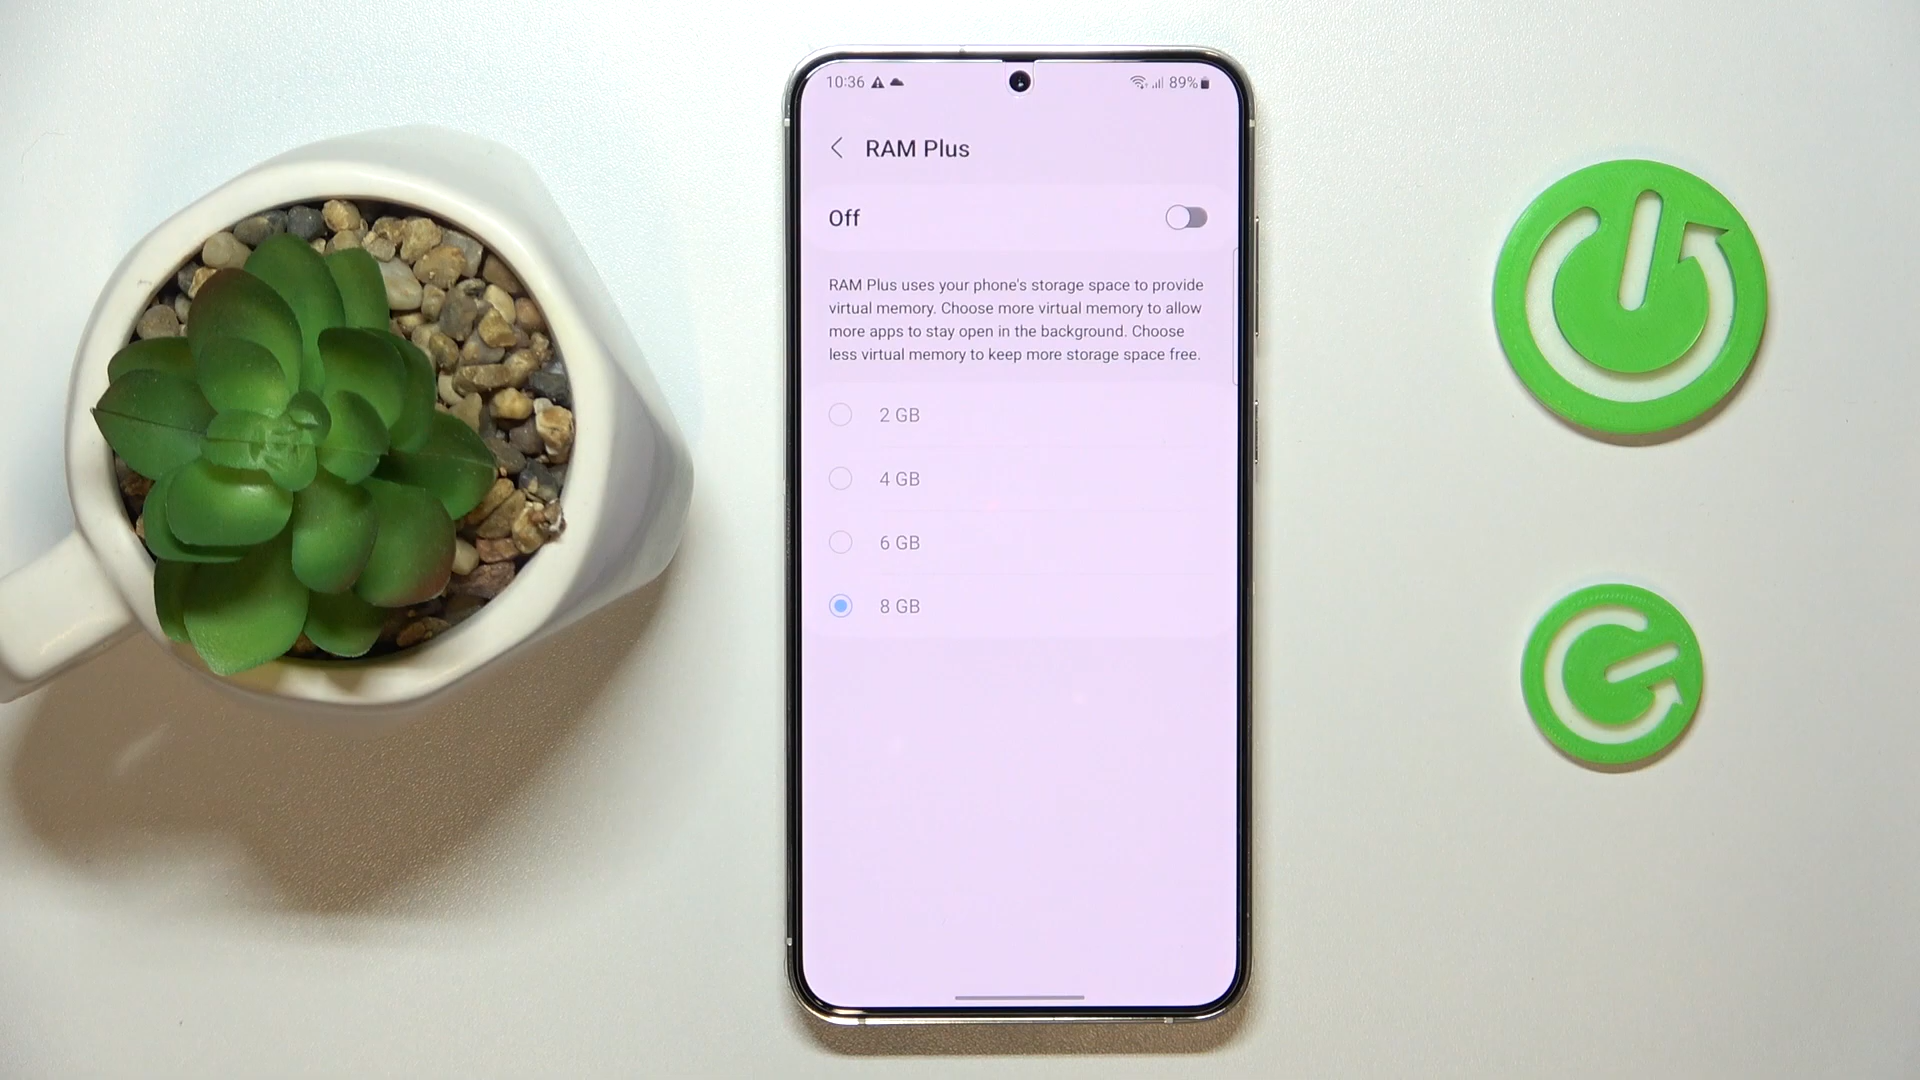 10:36
89%
RAM Plus
Off
RAM Plus uses your phone's storage space to provide
virtual memory. Choose more virtual memory to allow
more apps to stay open in the background. Choose
less virtual memory to keep more storage space free.
2 GB
4 GB
6 GB
8 GB